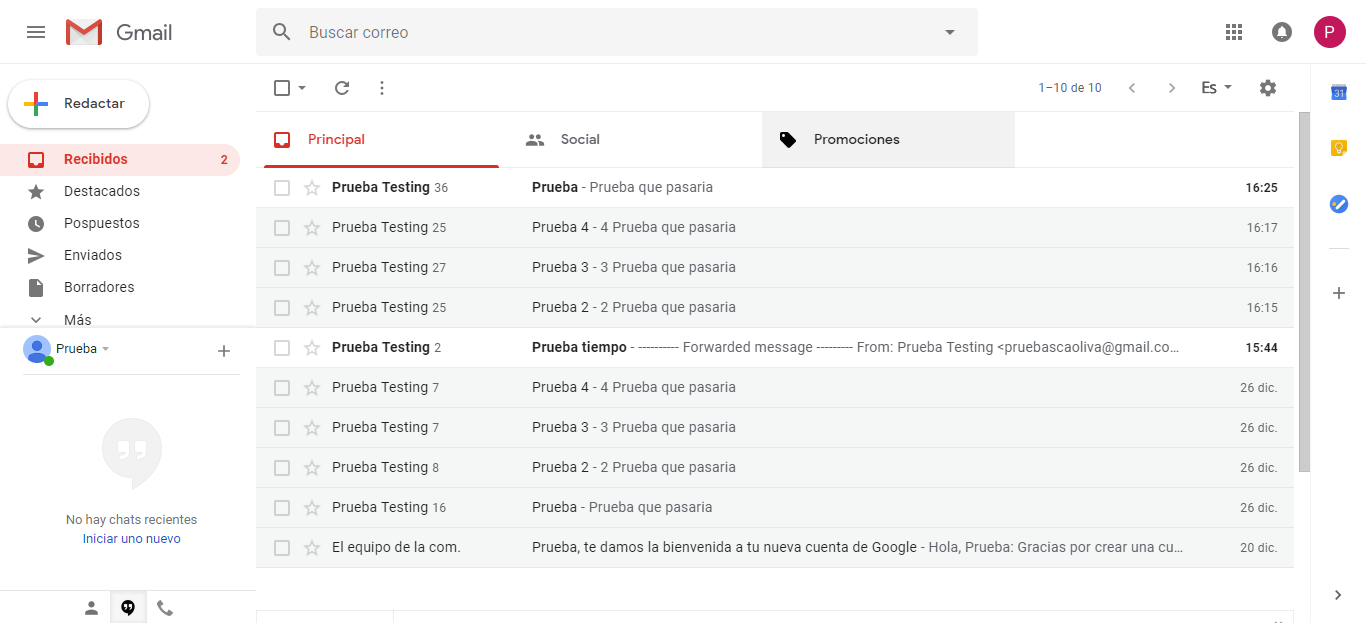 Gmail
Buscar correo
P
Redactar
1–10 de 10
Es
31
Principal
Social
Promociones
Recibidos 2
Destacados
Pospuestos
Enviados
Borradores
Más
Prueba
No hay chats recientes
Iniciar uno nuevo
Prueba Testing 36 Prueba - Prueba que pasaria 16:25
Prueba Testing 25 Prueba 4 - 4 Prueba que pasaria 16:17
Prueba Testing 27 Prueba 3 - 3 Prueba que pasaria 16:16
Prueba Testing 25 Prueba 2 - 2 Prueba que pasaria 16:15
Prueba Testing 2 Prueba tiempo - ---------- Forwarded message --------- From: Prueba Testing <pruebascaoliva@gmail.co… 15:44
Prueba Testing 7 Prueba 4 - 4 Prueba que pasaria 26 dic.
Prueba Testing 7 Prueba 3 - 3 Prueba que pasaria 26 dic.
Prueba Testing 8 Prueba 2 - 2 Prueba que pasaria 26 dic.
Prueba Testing 16 Prueba - Prueba que pasaria 26 dic.
El equipo de la com. Prueba, te damos la bienvenida a tu nueva cuenta de Google - Hola, Prueba: Gracias por crear una cu… 20 dic.